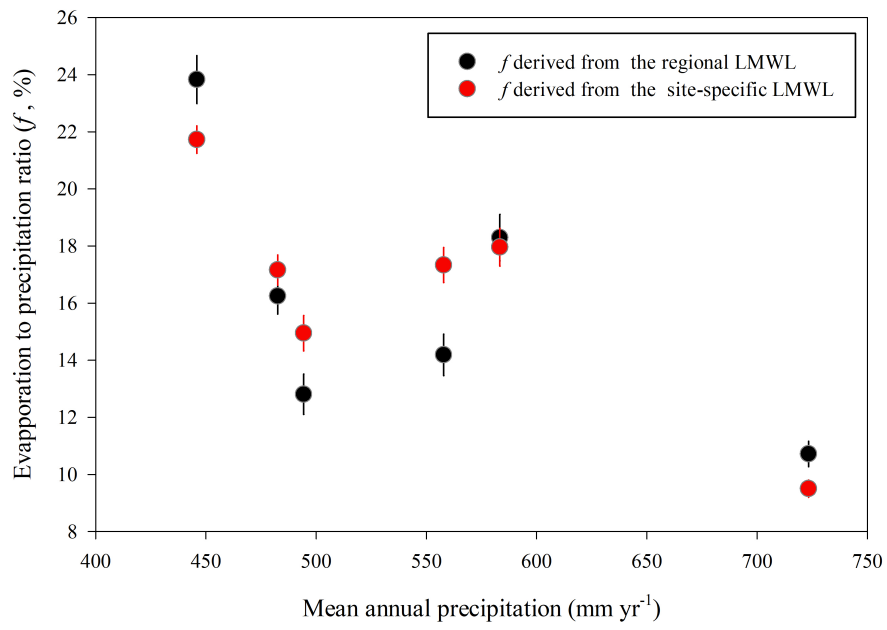 Evaporation to precipitation ratio (f , %)
26
24
22
20
18
16
14
12
10
8
f derived from the regional LMWL
f derived from the site-specific LMWL
400 450 500 550 600 650 700 750
Mean annual precipitation (mm yr⁻¹)